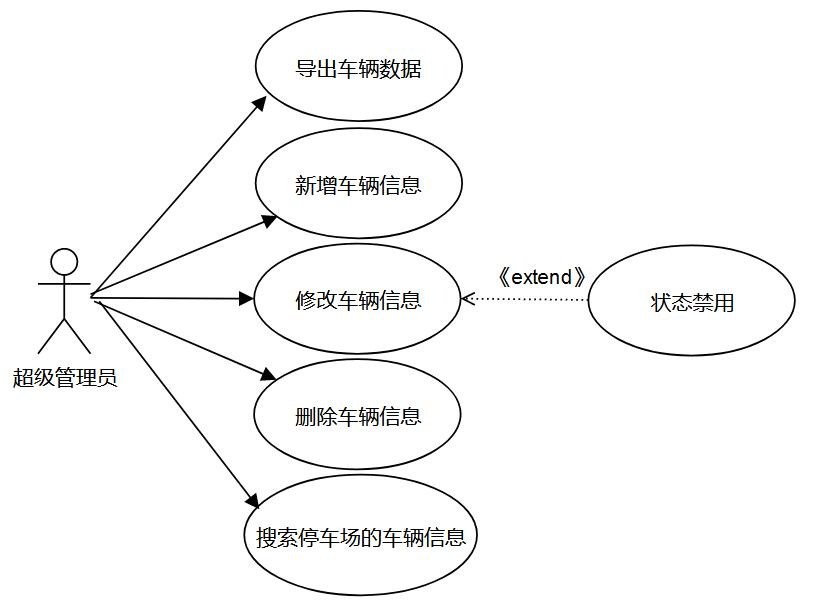 导出车辆数据
新增车辆信息
《extend》
修改车辆信息
状态禁用
超级管理员
删除车辆信息
搜索停车场的车辆信息